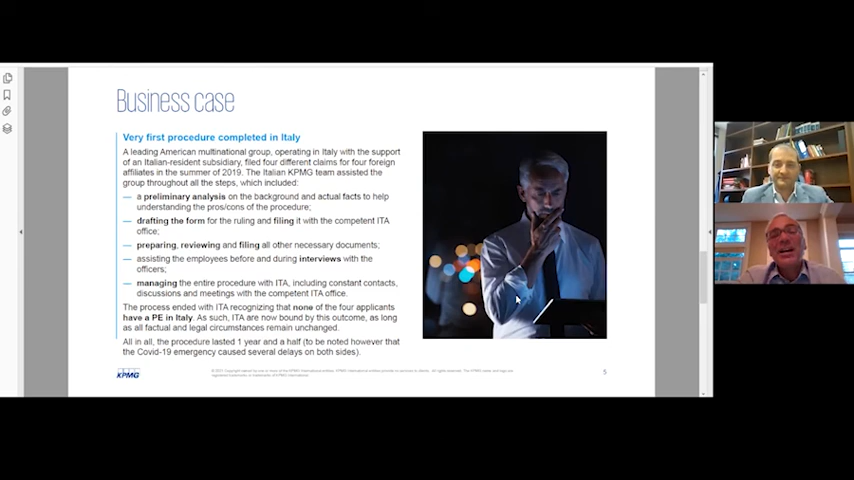 Business case
Very first procedure completed in Italy
A leading American multinational group, operating in Italy with the support
of an Italian-resident subsidiary, filed four different claims for four foreign
affiliates in the summer of 2019. The Italian KPMG team assisted the
group throughout all the steps, which included:
— a preliminary analysis on the background and actual facts to help
understanding the pros/cons of the procedure;
— drafting the form for the ruling and filing it with the competent ITA
office;
— preparing, reviewing and filing all other necessary documents;
— assisting the employees before and during interviews with the
officers;
— managing the entire procedure with ITA, including constant contacts,
discussions and meetings with the competent ITA office.
The process ended with ITA recognizing that none of the four applicants
have a PE in Italy. As such, ITA are now bound by this outcome, as long
as all factual and legal circumstances remain unchanged.
All in all, the procedure lasted 1 year and a half (to be noted however that
the Covid-19 emergency caused several delays on both sides).
KPMG
5